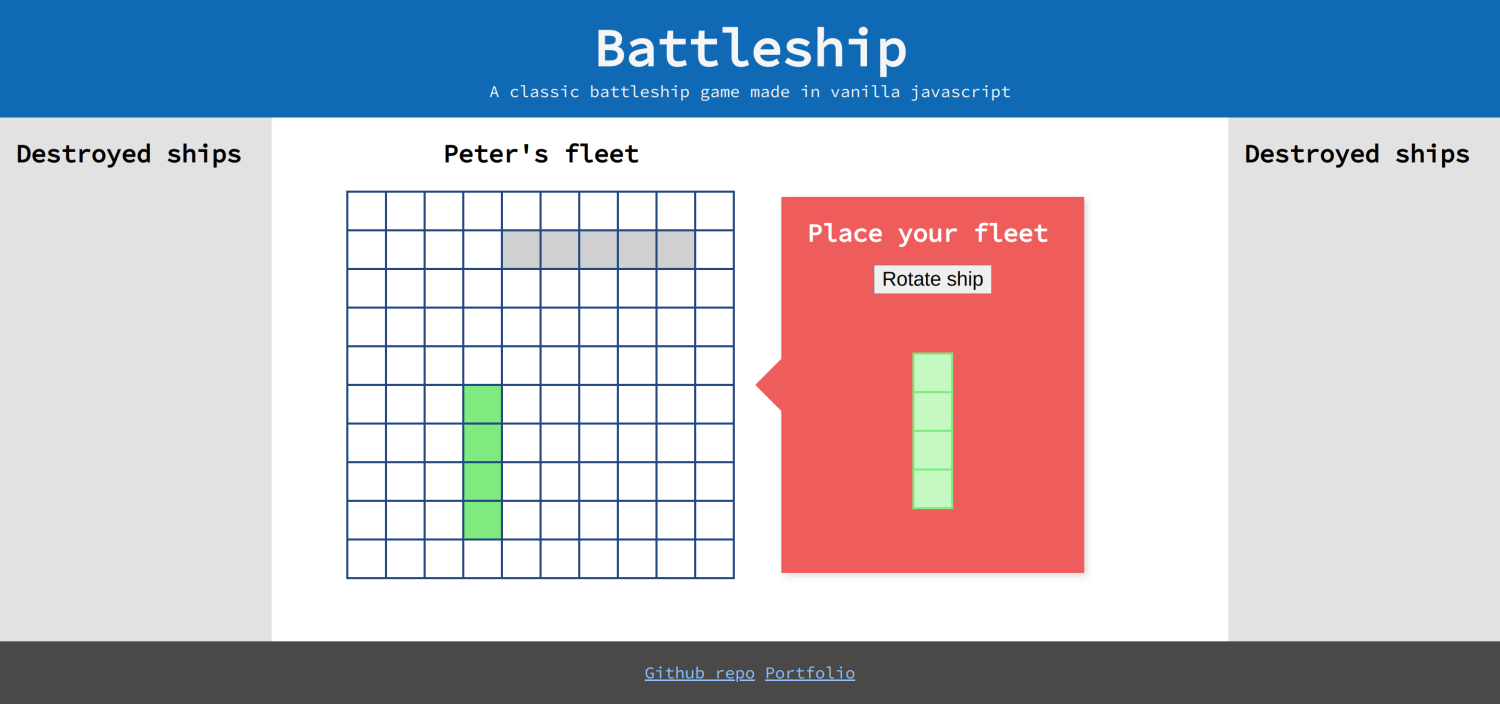 Battleship
A classic battleship game made in vanilla javascript
Destroyed ships
Peter's fleet
Place your fleet
Rotate ship
Destroyed ships
Github repo Portfolio